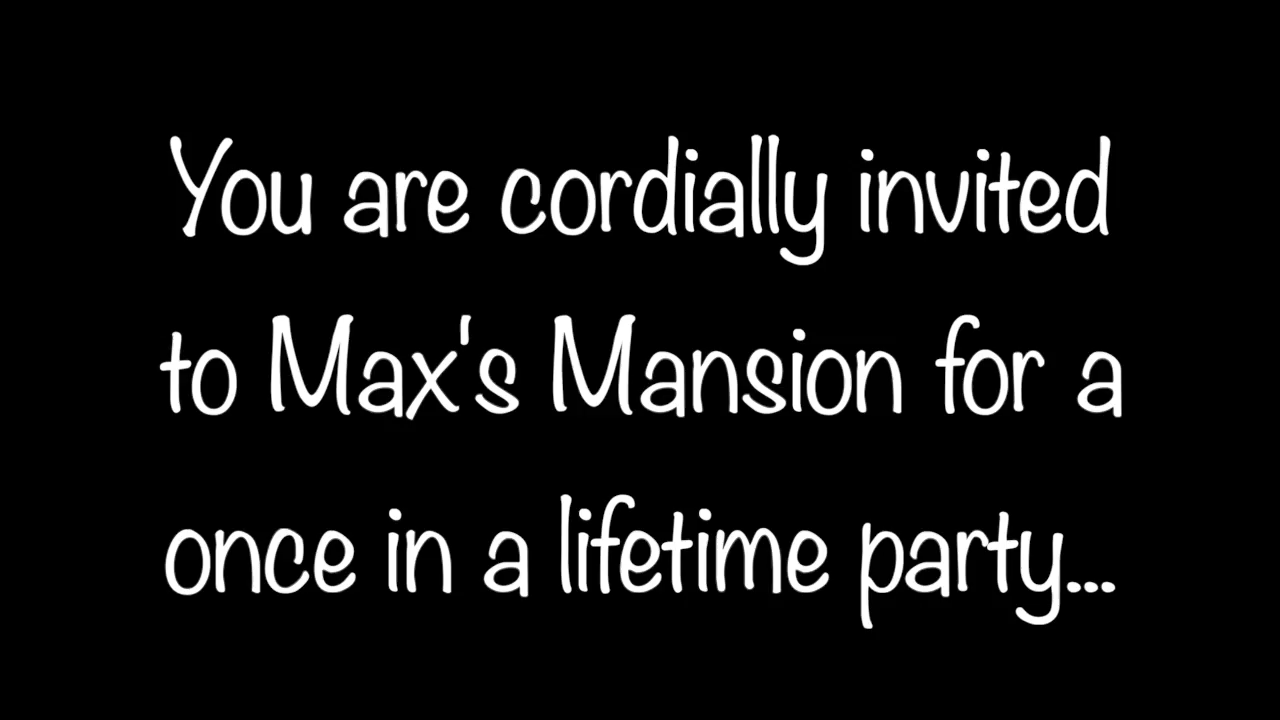 You are cordially invited
to Max's Mansion for a
once in a lifetime party...